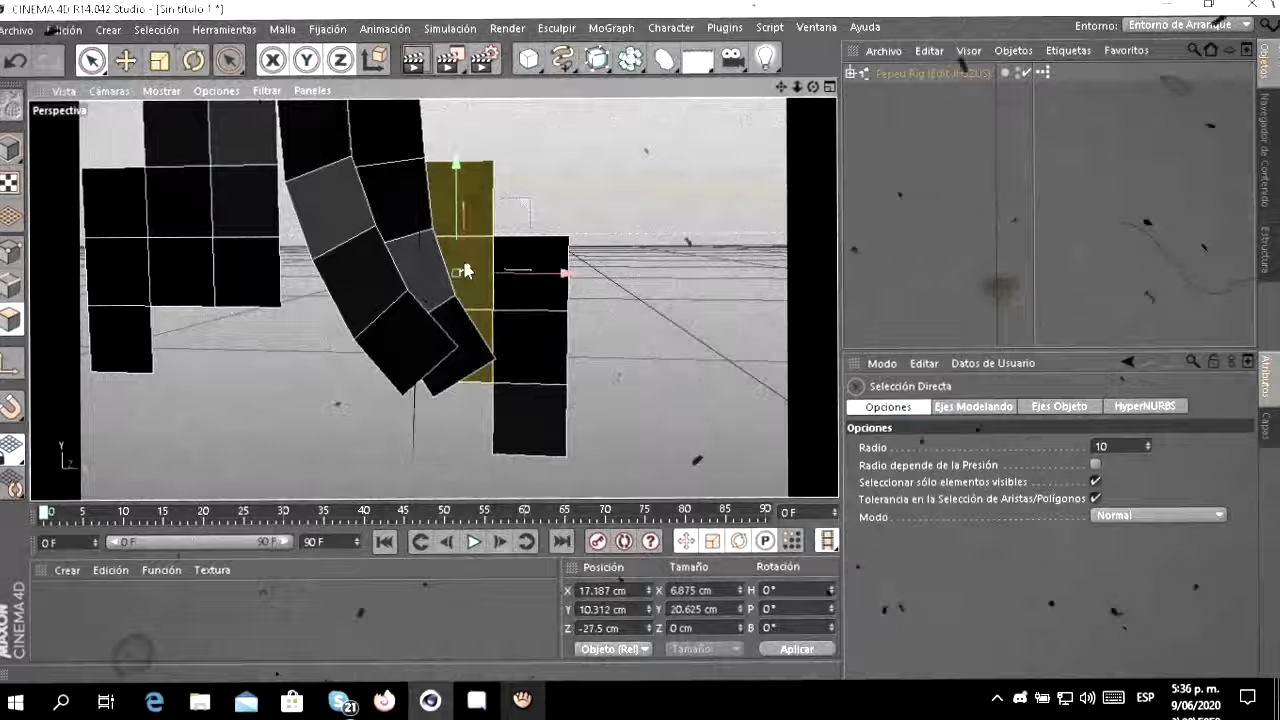 CINEMA 4D R14.042 Studio - [Sin título 1 *]
Archivo Edición Crear Selección Herramientas Malla Fijación Animación Simulación Render Esculpir MoGraph Character Plugins Script Ventana Ayuda Entorno: Entorno de Arranque
X Y Z
Archivo Editar Visor Objetos Etiquetas Favoritos
Objetos
Navegador de Contenido
Estructura
Vista Cámaras Mostrar Opciones Filtrar Paneles
Perspectiva
Y
Z
Modo Editar Datos de Usuario
Atributos
Capas
Selección Directa
Opciones Ejes Modelando Ejes Objeto HyperNURBS
Opciones
Radio 10
Radio depende de la Presión
Seleccionar sólo elementos visibles
Tolerancia en la Selección de Aristas/Polígonos
Modo Normal
0 5 10 15 20 25 30 35 40 45 50 55 60 65 70 75 80 85 90 0 F
0 F 0 F 90 F 90 F
P
Crear Edición Función Textura
Posición Tamaño Rotación
X 17.187 cm X 6.875 cm H 0°
Y 10.312 cm Y 20.625 cm P 0°
Z -27.5 cm Z 0 cm B 0°
Objeto (Rel) Tamaño Aplicar
MAXON
CINEMA4D
21
ESP
5:36 p. m.
9/06/2020